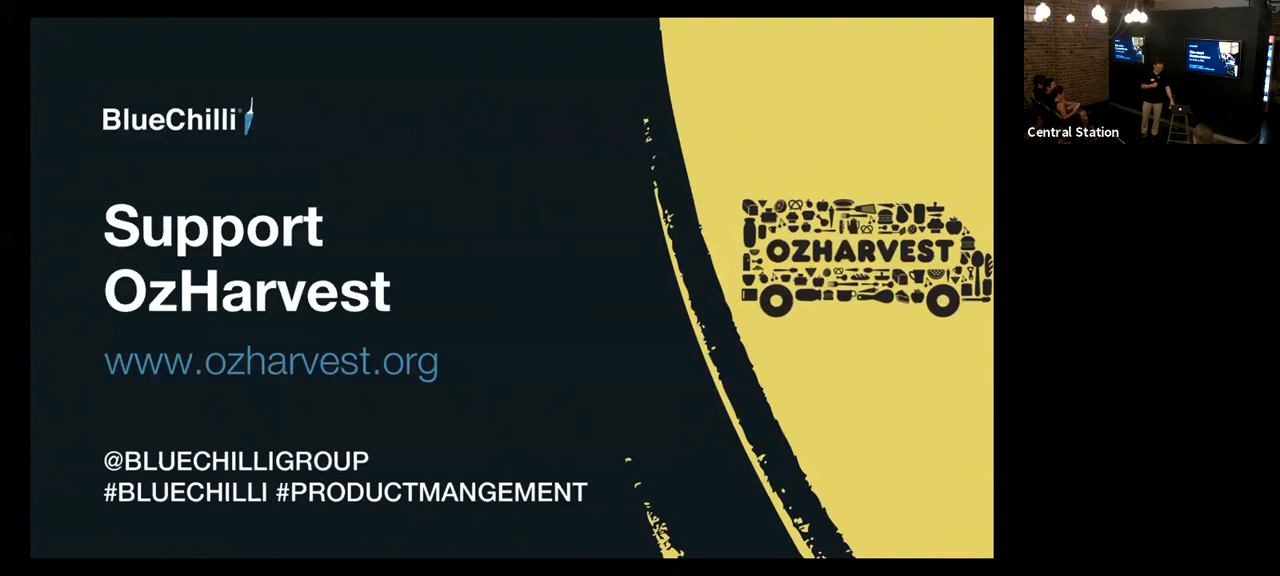 BlueChilli
Support
OzHarvest
www.ozharvest.org
@BLUECHILLIGROUP
#BLUECHILLI #PRODUCTMANGEMENT
OZHARVEST
Central Station